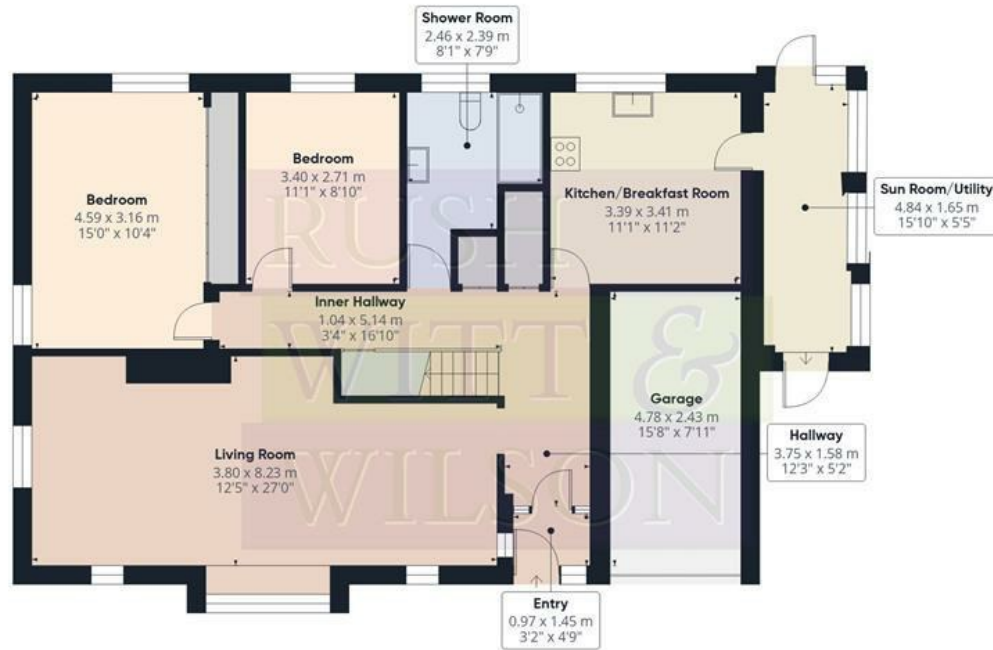 Shower Room
2.46 x 2.39 m
8'1" x 7'9"
Bedroom
4.59 x 3.16 m
15'0" x 10'4"
Bedroom
3.40 x 2.71 m
11'1" x 8'10"
Kitchen/Breakfast Room
3.39 x 3.41 m
11'1" x 11'2"
Sun Room/Utility
4.84 x 1.65 m
15'10" x 5'5"
Inner Hallway
1.04 x 5.14 m
3'4" x 16'10"
Garage
4.78 x 2.43 m
15'8" x 7'11"
Hallway
3.75 x 1.58 m
12'3" x 5'2"
Living Room
3.80 x 8.23 m
12'5" x 27'0"
Entry
0.97 x 1.45 m
3'2" x 4'9"
RUSH
WITT &
WILSON